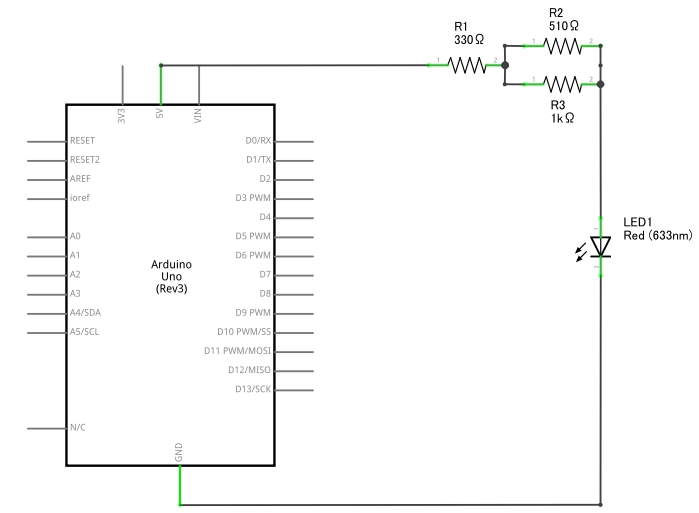 R1
330Ω
R2
510Ω
1
2
1
2
1
2
R3
1kΩ
3V3
5V
VIN
RESET
RESET2
AREF
ioref
A0
A1
A2
A3
A4/SDA
A5/SCL
N/C
Arduino
Uno
(Rev3)
D0/RX
D1/TX
D2
D3 PWM
D4
D5 PWM
D6 PWM
D7
D8
D9 PWM
D10 PWM/SS
D11 PWM/MOSI
D12/MISO
D13/SCK
GND
LED1
Red (633nm)
1
2